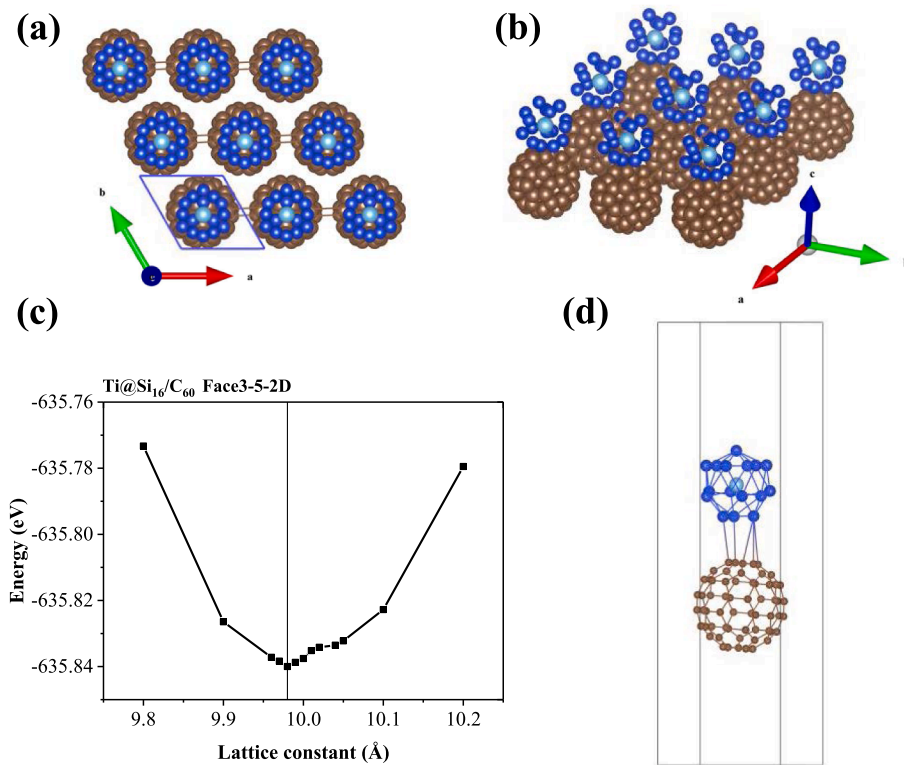 (a)
(b)
b
c
a
c
a
(c)
(d)
Ti@Si16/C60 Face3-5-2D
-635.76
-635.78
-635.80
-635.82
-635.84
Energy (eV)
9.8 9.9 10.0 10.1 10.2
Lattice constant (Å)